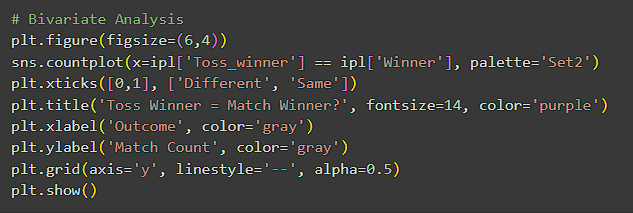 # Bivariate Analysis
plt.figure(figsize=(6,4))
sns.countplot(x=ipl['Toss_winner'] == ipl['Winner'], palette='Set2')
plt.xticks([0,1], ['Different', 'Same'])
plt.title('Toss Winner = Match Winner?', fontsize=14, color='purple')
plt.xlabel('Outcome', color='gray')
plt.ylabel('Match Count', color='gray')
plt.grid(axis='y', linestyle='--', alpha=0.5)
plt.show()